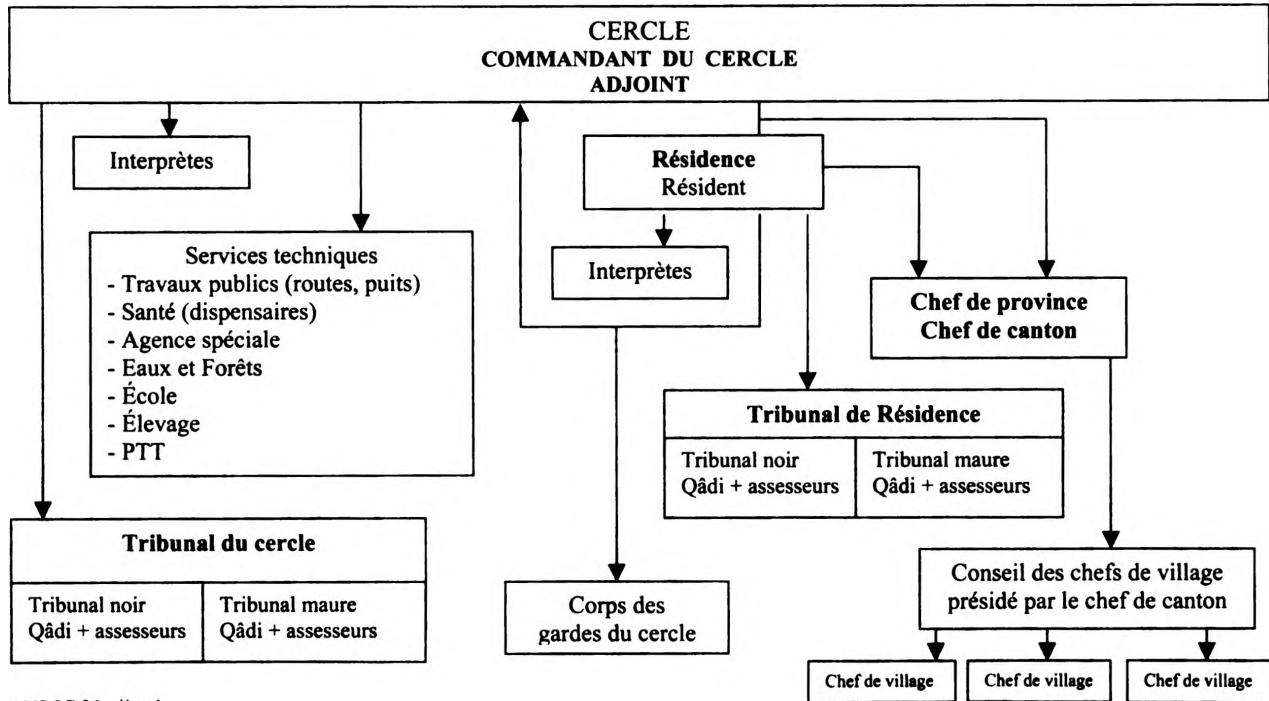 CERCLE
COMMANDANT DU CERCLE
ADJOINT
Interprètes
Résidence
Résident
Services techniques
- Travaux publics (routes, puits)
- Santé (dispensaires)
- Agence spéciale
- Eaux et Forêts
- École
- Élevage
- PTT
Interprètes
Chef de province
Chef de canton
Tribunal de Résidence
Tribunal noir
Qâdi + assesseurs
Tribunal maure
Qâdi + assesseurs
Tribunal du cercle
Tribunal noir
Qâdi + assesseurs
Tribunal maure
Qâdi + assesseurs
Corps des
gardes du cercle
Conseil des chefs de village
présidé par le chef de canton
Chef de village
Chef de village
Chef de village